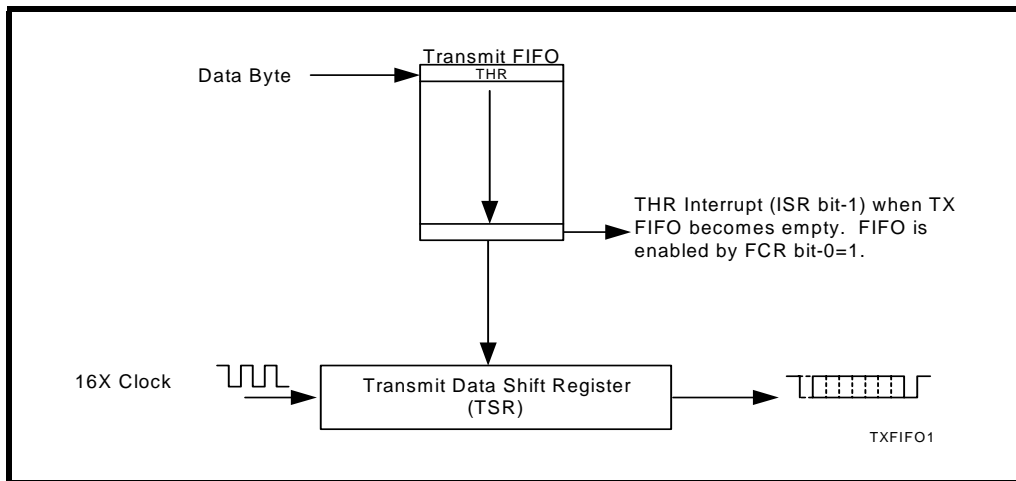 Transmit FIFO
Data Byte
THR
THR Interrupt (ISR bit-1) when TX
FIFO becomes empty. FIFO is
enabled by FCR bit-0=1.
16X Clock
Transmit Data Shift Register
(TSR)
TXFIFO1